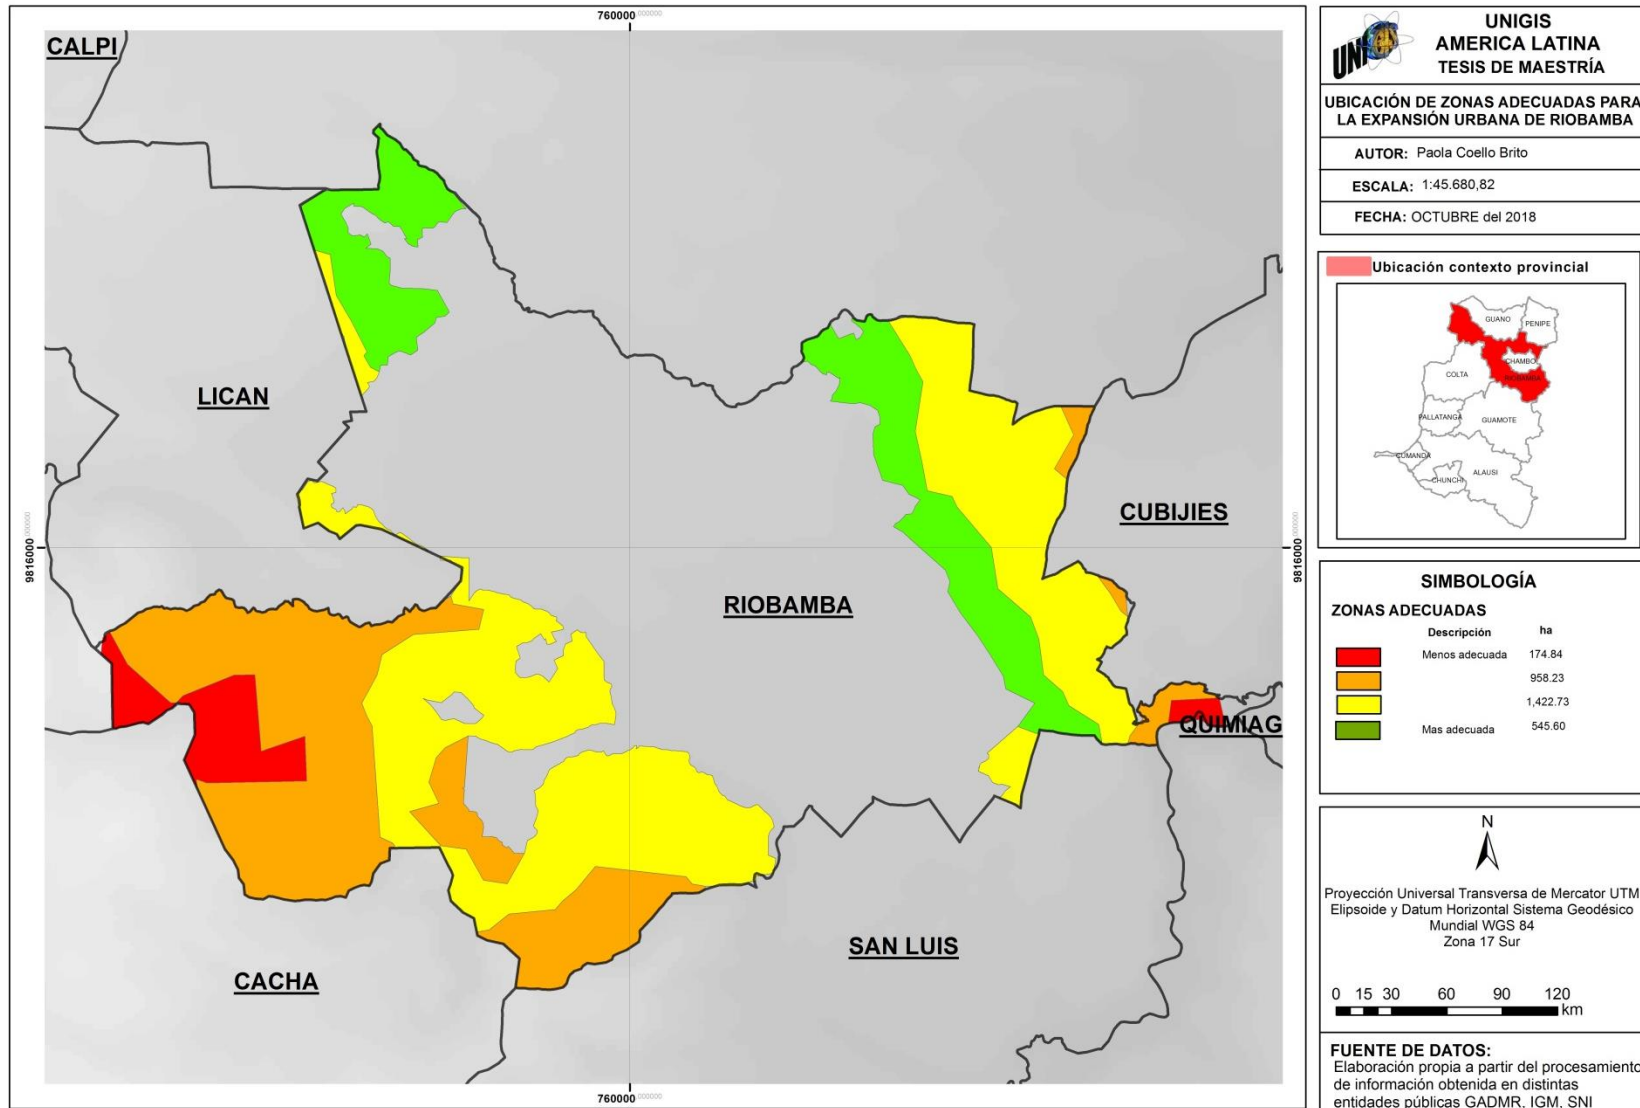 760000.000000
CALPI
LICAN
RIOBAMBA
CUBIJIES
QUIMIAG
SAN LUIS
CACHA
9816000.000000
9816000.000000
760000.000000
UNIGIS
AMERICA LATINA
TESIS DE MAESTRÍA
UNI
UBICACIÓN DE ZONAS ADECUADAS PARA
LA EXPANSIÓN URBANA DE RIOBAMBA
AUTOR: Paola Coello Brito
ESCALA: 1:45.680,82
FECHA: OCTUBRE del 2018
Ubicación contexto provincial
GUANO
PENIPE
CHAMBO
COLTA
RIOBAMBA
PALLATANGA
GUAMOTE
CUMANDA
ALAUSI
CHUNCHI
SIMBOLOGÍA
ZONAS ADECUADAS
Descripción ha
Menos adecuada 174.84
958.23
1,422.73
Mas adecuada 545.60
N
Proyección Universal Transversa de Mercator UTM
Elipsoide y Datum Horizontal Sistema Geodésico
Mundial WGS 84
Zona 17 Sur
0 15 30 60 90 120
km
FUENTE DE DATOS:
Elaboración propia a partir del procesamiento
de información obtenida en distintas
entidades públicas GADMR, IGM, SNI